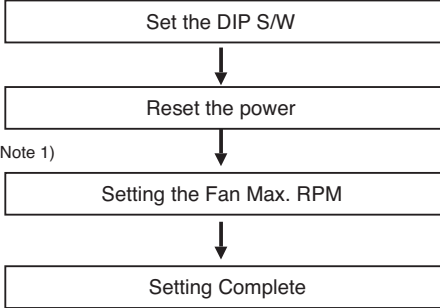 Set the DIP S/W
Reset the power
Note 1)
Setting the Fan Max. RPM
Setting Complete